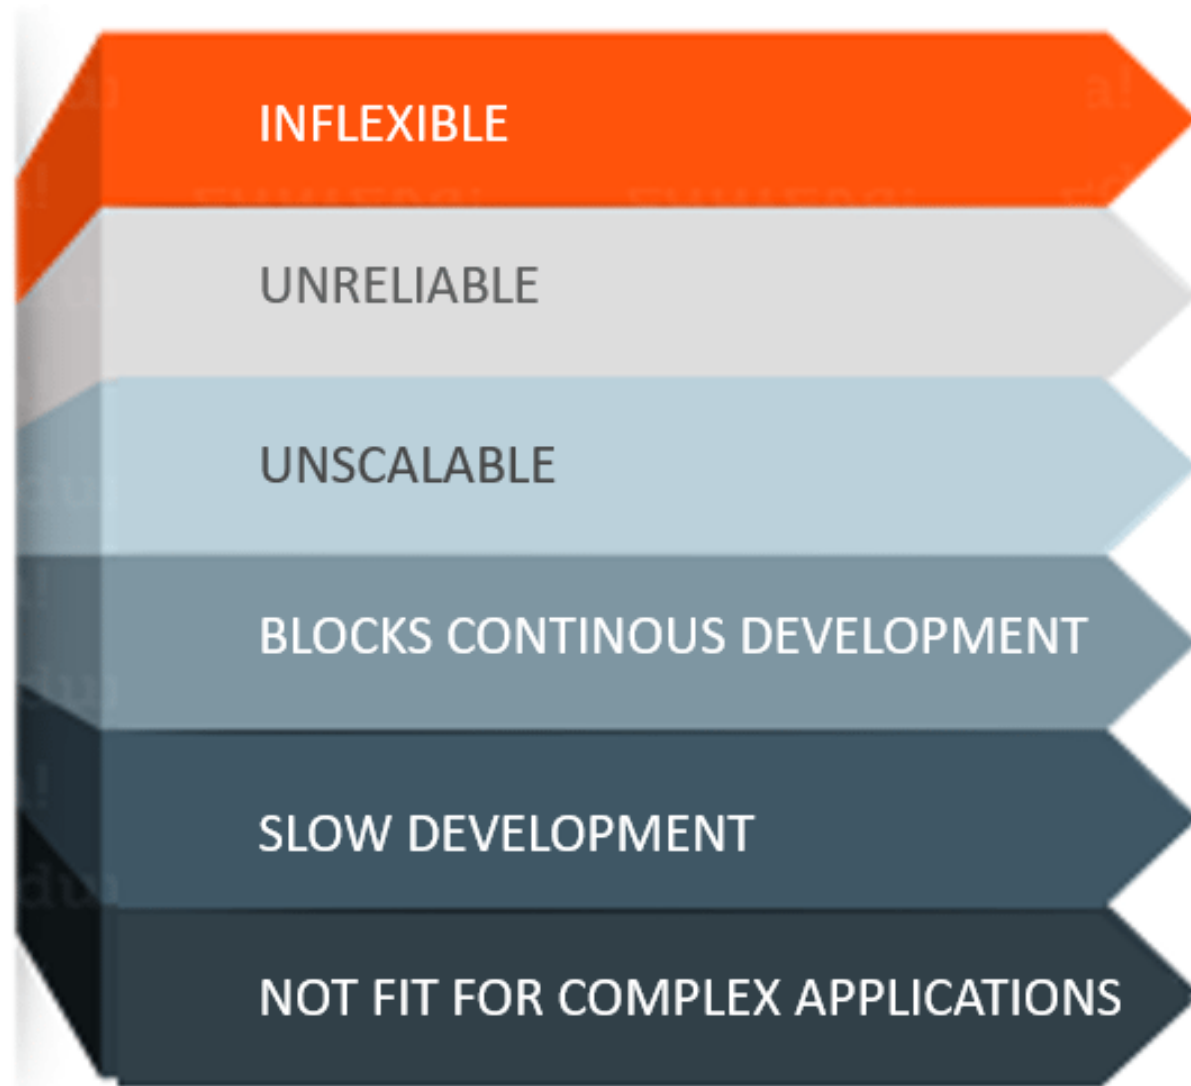 INFLEXIBLE
UNRELIABLE
UNSCALABLE
BLOCKS CONTINOUS DEVELOPMENT
SLOW DEVELOPMENT
NOT FIT FOR COMPLEX APPLICATIONS